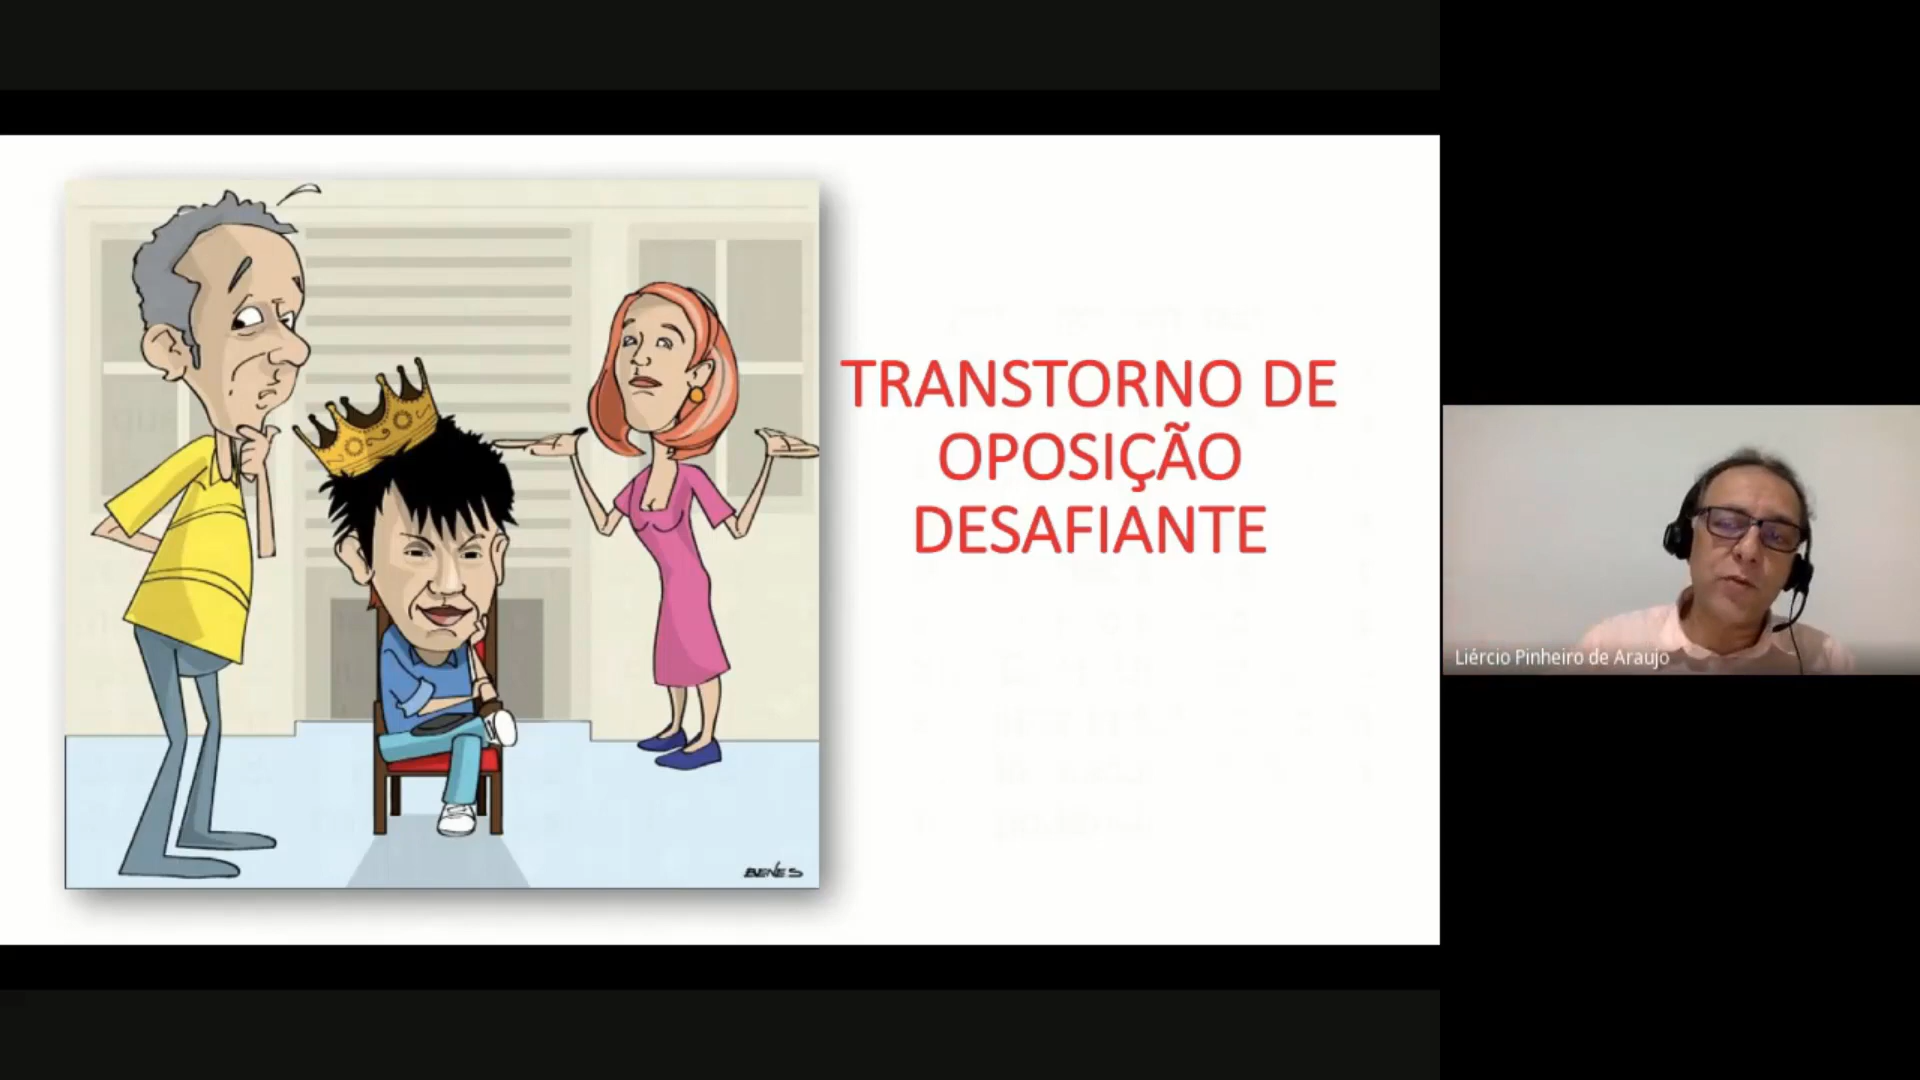 TRANSTORNO DE
OPOSIÇÃO
DESAFIANTE
BENES
Liércio Pinheiro de Araujo